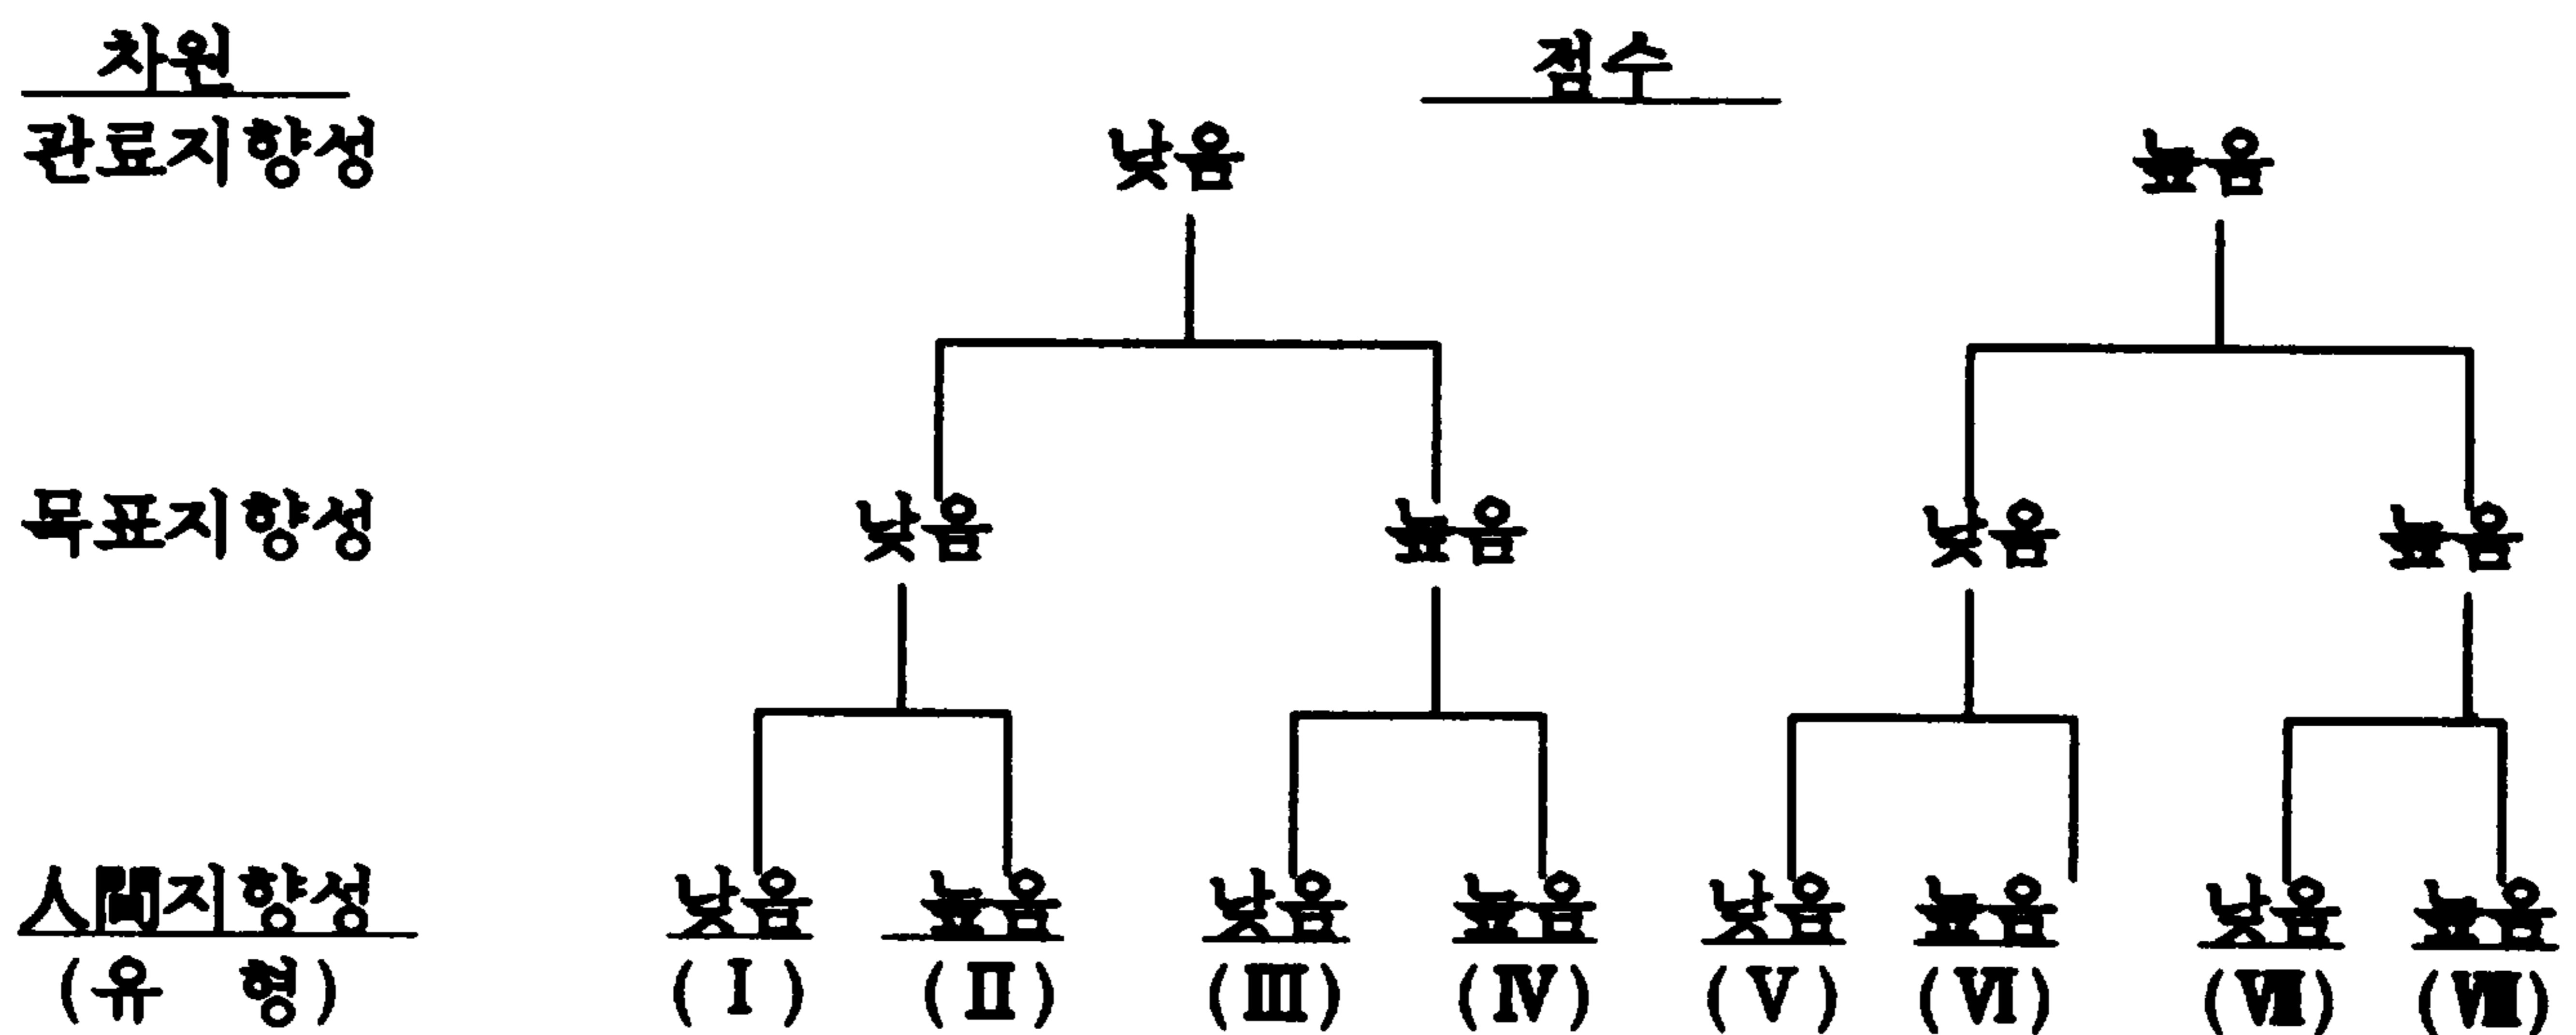 차원 점수
관료지향성 낮음 높음
목표지향성 낮음 높음 낮음 높음
人間지향성 낮음 높음 낮음 높음 낮음 높음 낮음 높음
(유 형) (Ⅰ) (Ⅱ) (Ⅲ) (Ⅳ) (Ⅴ) (Ⅵ) (Ⅶ) (Ⅷ)